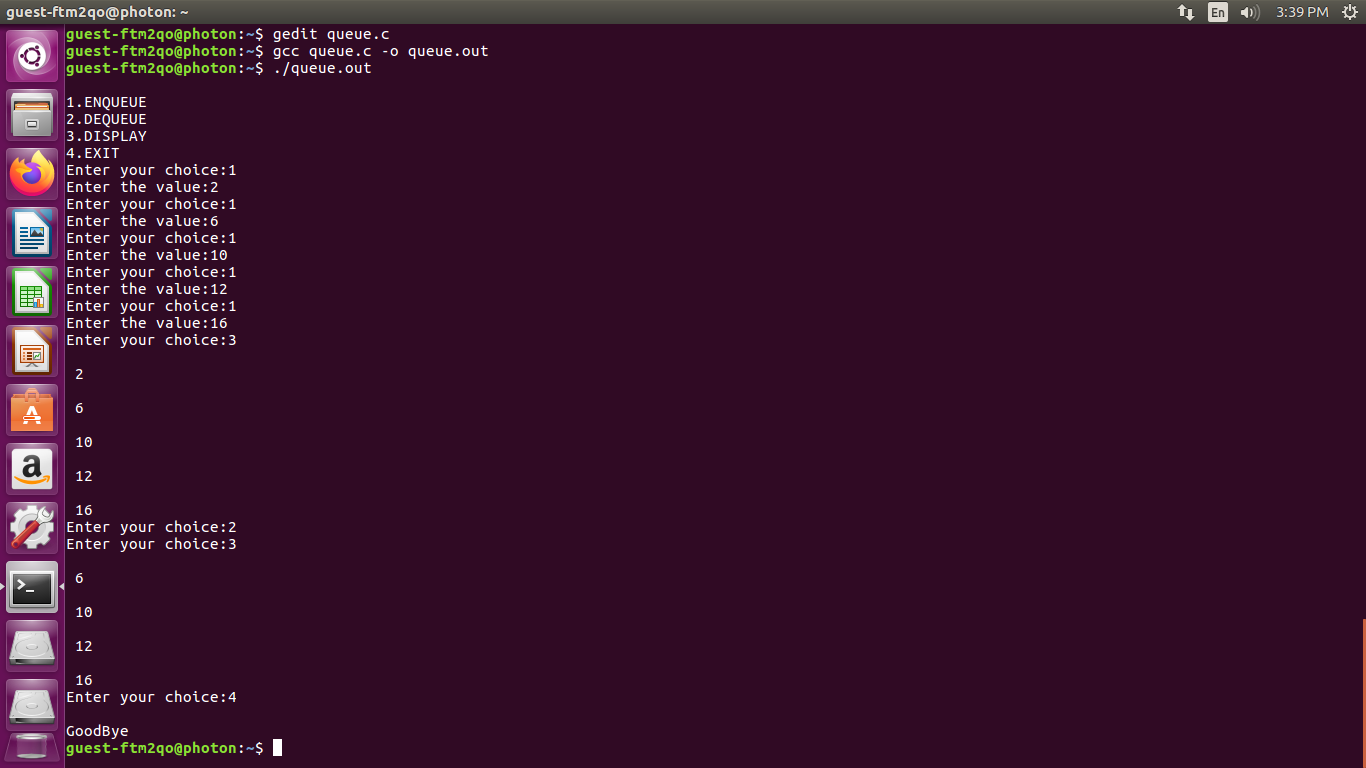 guest-ftm2qo@photon: ~
En
3:39 PM
guest-ftm2qo@photon:~$ gedit queue.c
guest-ftm2qo@photon:~$ gcc queue.c -o queue.out
guest-ftm2qo@photon:~$ ./queue.out
1.ENQUEUE
2.DEQUEUE
3.DISPLAY
4.EXIT
Enter your choice:1
Enter the value:2
Enter your choice:1
Enter the value:6
Enter your choice:1
Enter the value:10
Enter your choice:1
Enter the value:12
Enter your choice:1
Enter the value:16
Enter your choice:3
2
6
10
12
16
Enter your choice:2
Enter your choice:3
6
10
12
16
Enter your choice:4
GoodBye
guest-ftm2qo@photon:~$